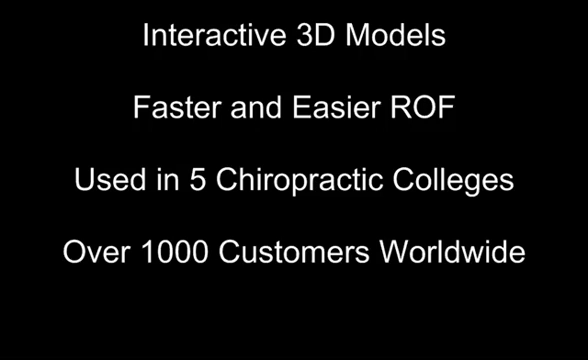 Interactive 3D Models
Faster and Easier ROF
Used in 5 Chiropractic Colleges
Over 1000 Customers Worldwide